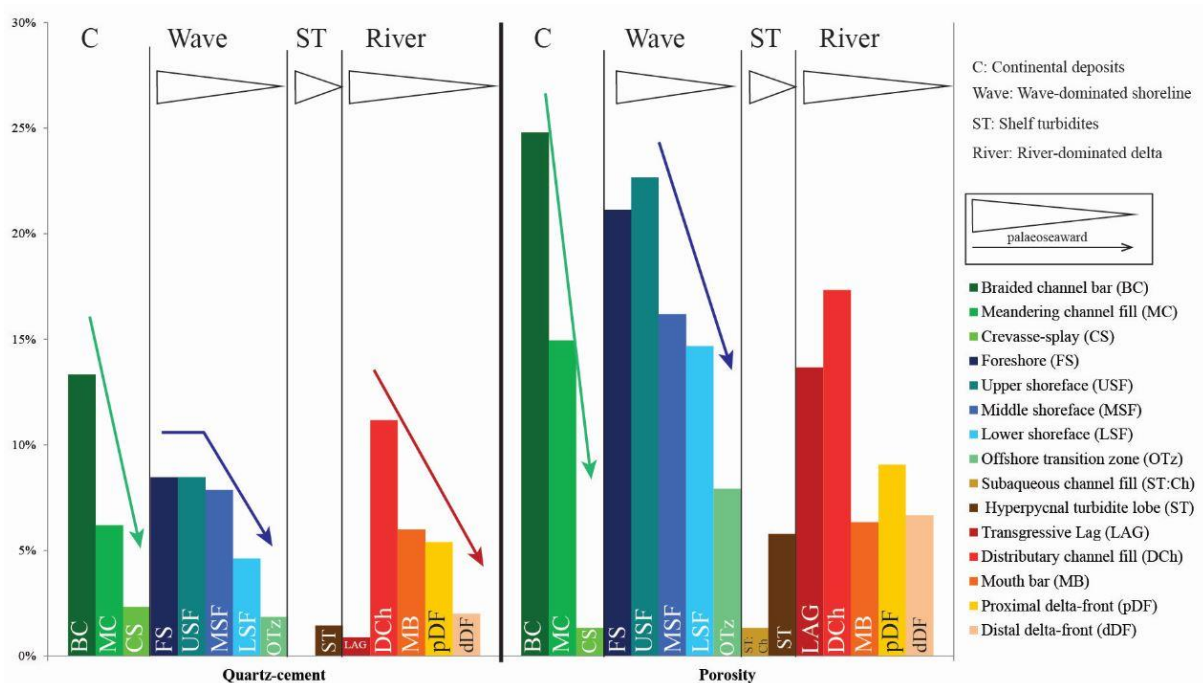 30%
25%
20%
15%
10%
5%
0%
C
Wave
ST
River
C
Wave
ST
River
BC
MC
CS
FS
USF
MSF
LSF
OTz
ST
LAG
DCh
MB
pDF
dDF
BC
MC
CS
FS
USF
MSF
LSF
OTz
ST:
Ch
ST
LAG
DCh
MB
pDF
dDF
Quartz-cement
Porosity
C: Continental deposits
Wave: Wave-dominated shoreline
ST: Shelf turbidites
River: River-dominated delta
palaeoseaward
Braided channel bar (BC)
Meandering channel fill (MC)
Crevasse-splay (CS)
Foreshore (FS)
Upper shoreface (USF)
Middle shoreface (MSF)
Lower shoreface (LSF)
Offshore transition zone (OTz)
Subaqueous channel fill (ST:Ch)
Hyperpycnal turbidite lobe (ST)
Transgressive Lag (LAG)
Distributary channel fill (DCh)
Mouth bar (MB)
Proximal delta-front (pDF)
Distal delta-front (dDF)